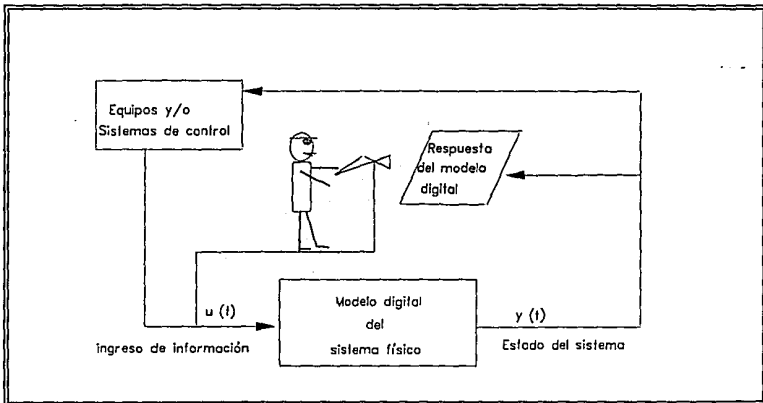 Equipos y/o
Sistemas de control
Respuesta
del modelo
digital
u (t)
ingreso de información
Modelo digital
del
sistema físico
y (t)
Estado del sistema